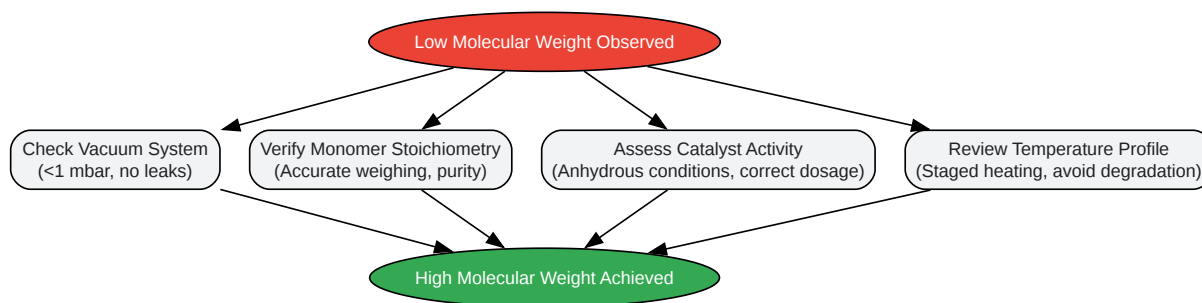 Low Molecular Weight Observed
Check Vacuum System
(<1 mbar, no leaks)
Verify Monomer Stoichiometry
(Accurate weighing, purity)
Assess Catalyst Activity
(Anhydrous conditions, correct dosage)
Review Temperature Profile
(Staged heating, avoid degradation)
High Molecular Weight Achieved